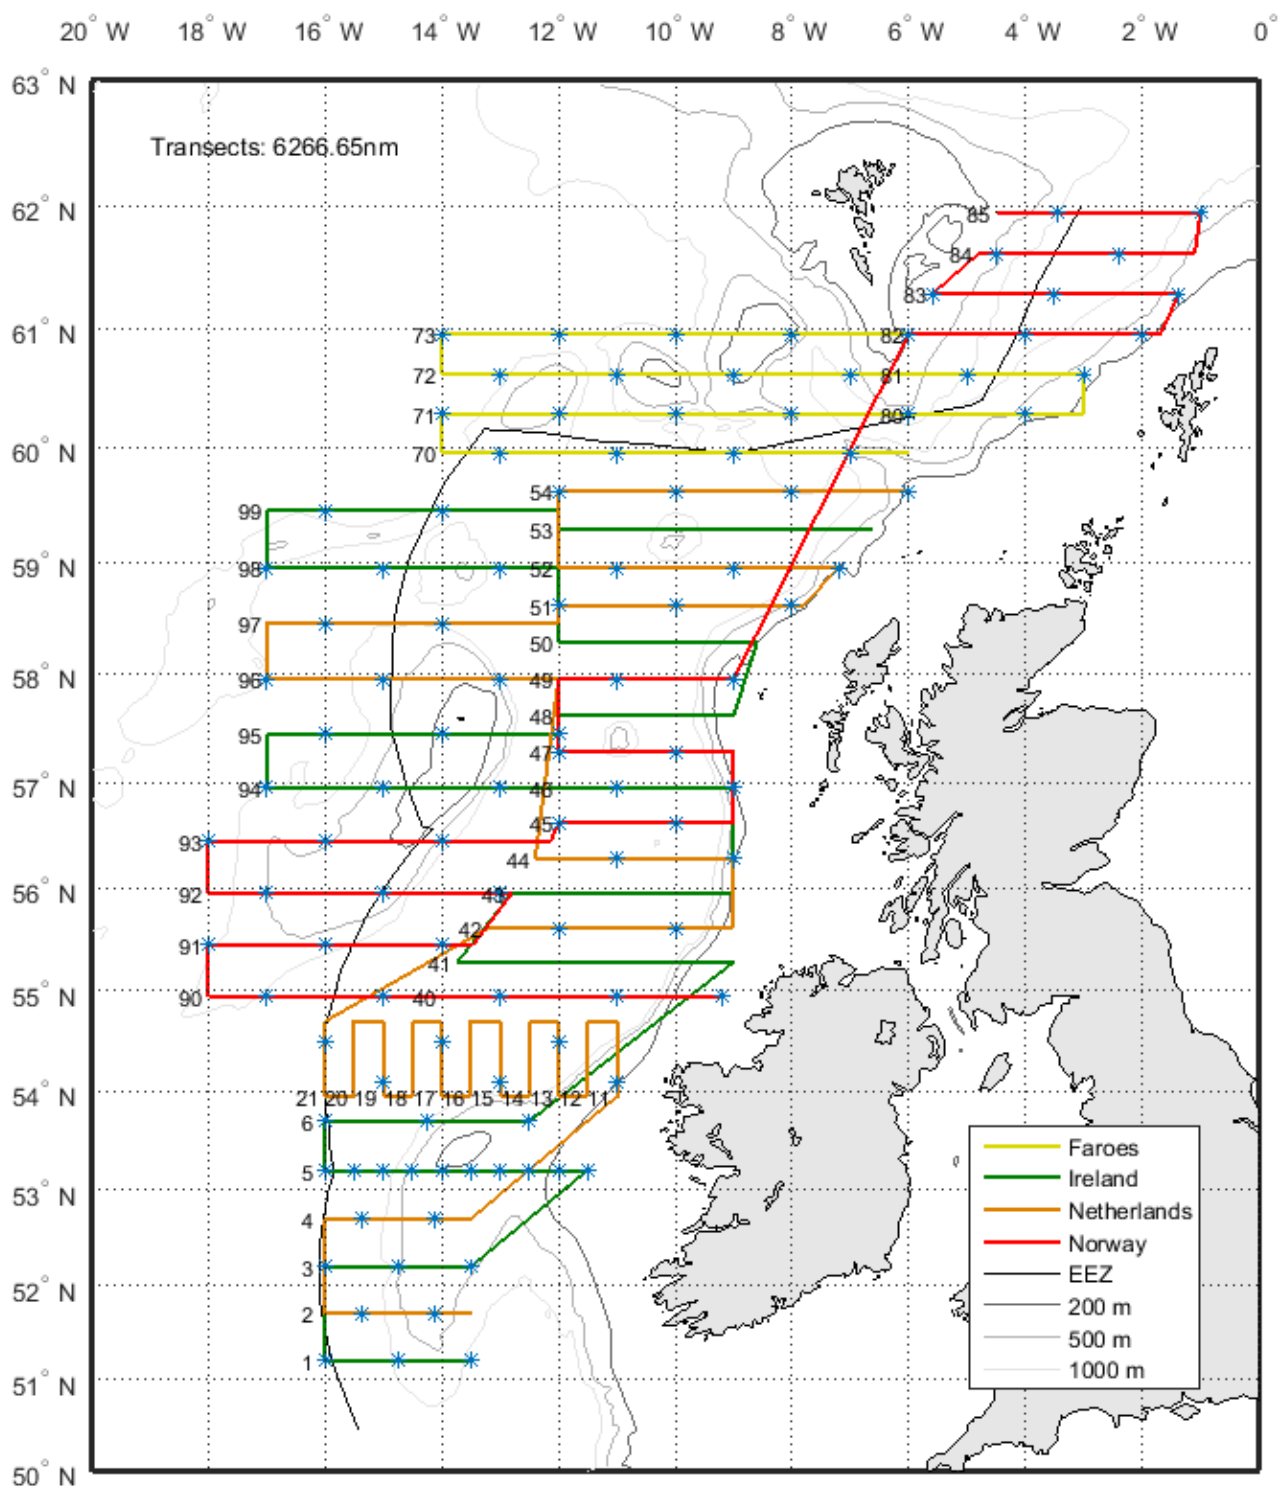 20° W 18° W 16° W 14° W 12° W 10° W 8° W 6° W 4° W 2° W 0°
63° N
Transects: 6266.65nm
62° N
85
84
83
61° N
73
82
72
81
71
80
60° N
70
54
99
53
59° N
98
52
51
97
50
58° N
96
49
48
95
47
57° N
94
46
45
93
44
56° N
92
43
42
91
41
55° N
90
40
54° N
21 20 19 18 17 16 15 14 13 12 11
6
Faroes
5
Ireland
53° N
4
Netherlands
Norway
3
EEZ
52° N
2
200 m
500 m
1
1000 m
51° N
50° N